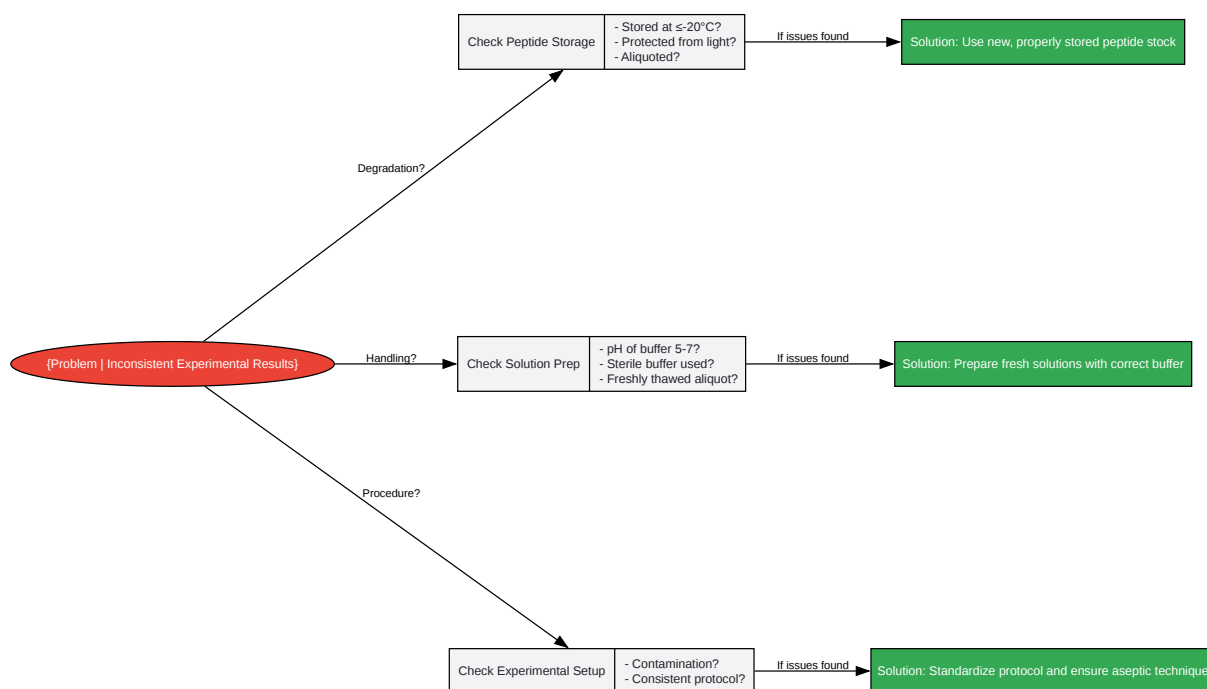 Check Peptide Storage
- Stored at ≤-20°C?
- Protected from light?
- Aliquoted?
If issues found
Solution: Use new, properly stored peptide stock
Degradation?
{Problem | Inconsistent Experimental Results}
Handling?
Check Solution Prep
- pH of buffer 5-7?
- Sterile buffer used?
- Freshly thawed aliquot?
If issues found
Solution: Prepare fresh solutions with correct buffer
Procedure?
Check Experimental Setup
- Contamination?
- Consistent protocol?
If issues found
Solution: Standardize protocol and ensure aseptic technique